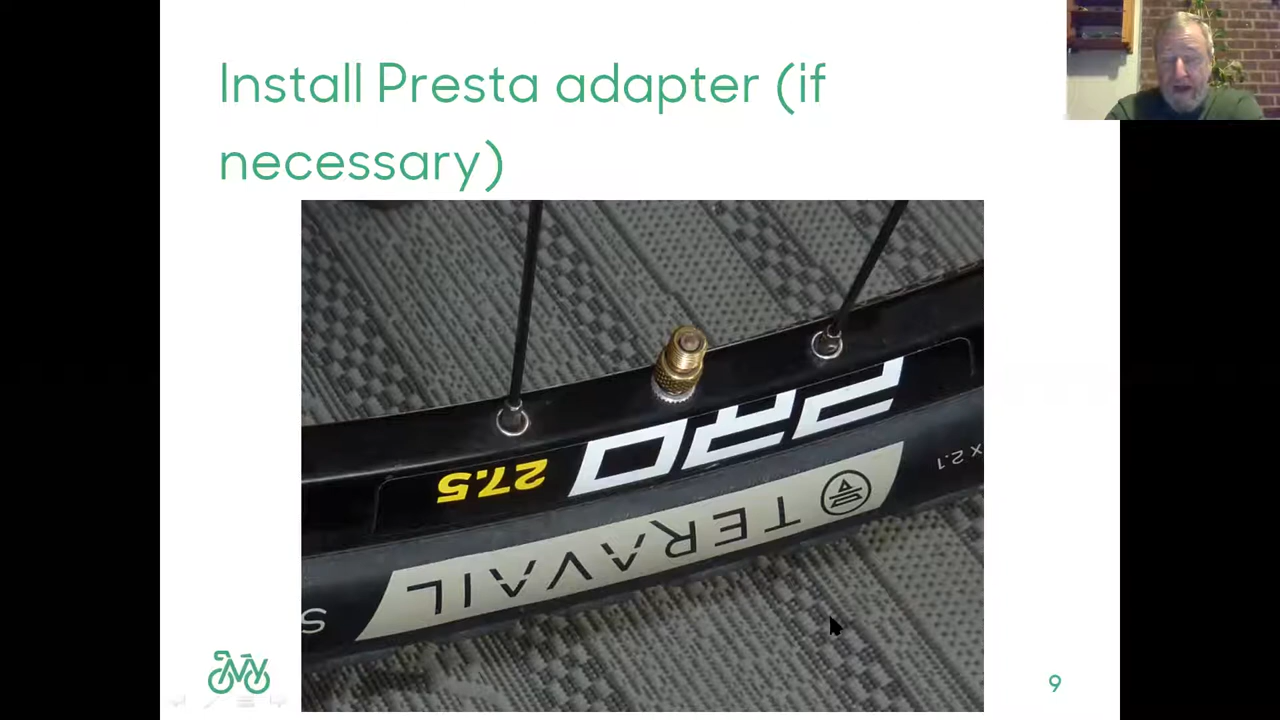 Install Presta adapter (if
necessary)
PRO
27.5
x 2.1
TERAVAIL
S
9